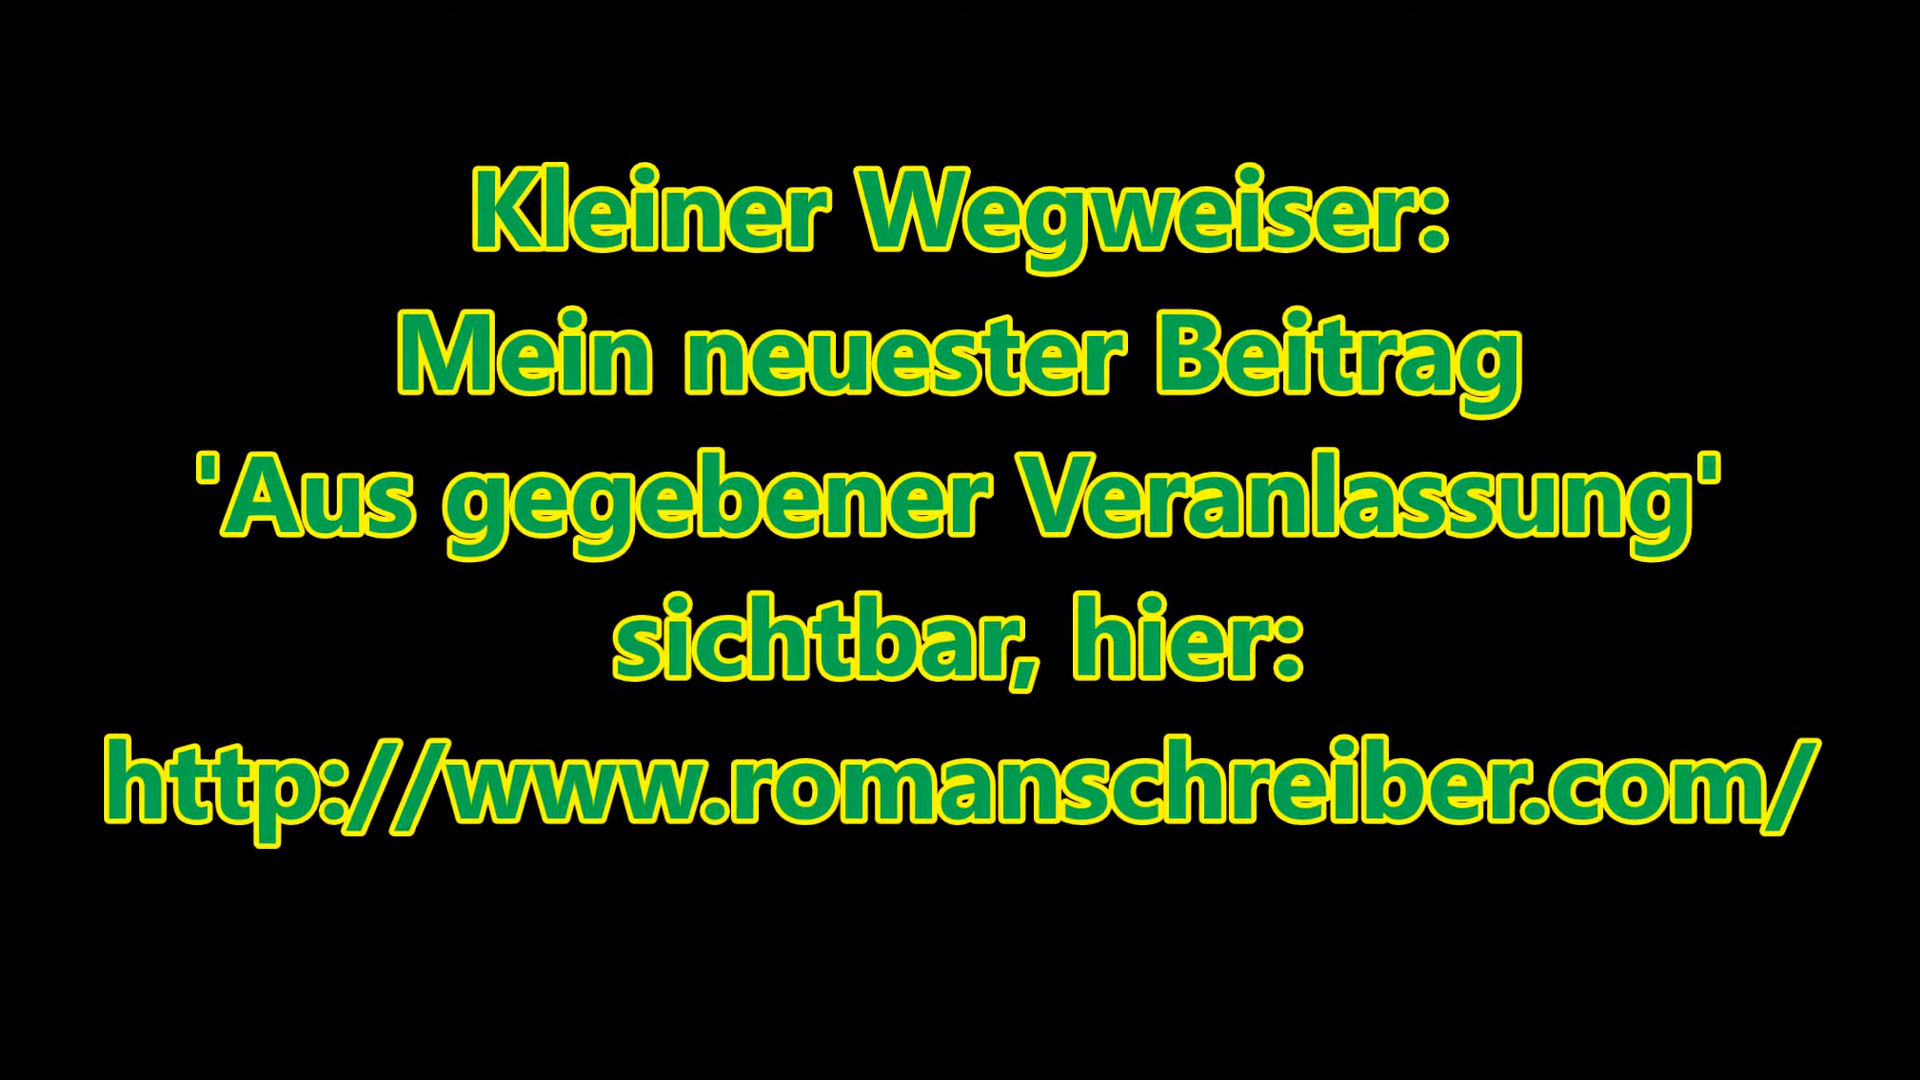 Kleiner Wegweiser:
Mein neuester Beitrag
'Aus gegebener Veranlassung'
sichtbar, hier:
http://www.romanschreiber.com/